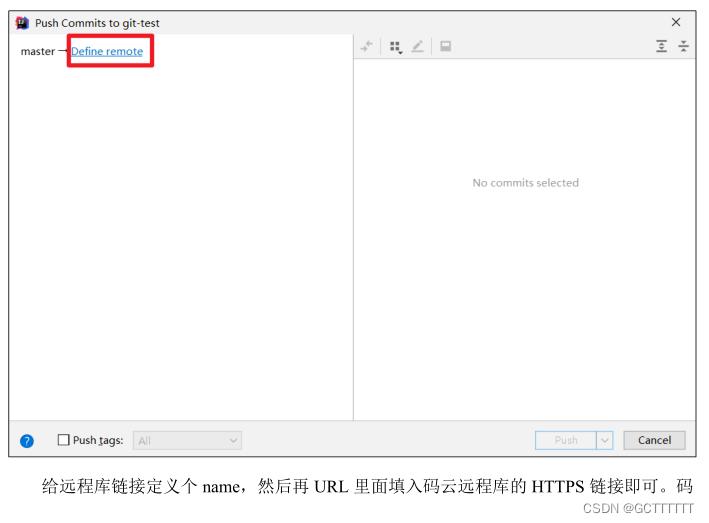 Push Commits to git-test
master → Define remote
No commits selected
Push tags: All
Push
Cancel
给远程库链接定义个 name，然后再 URL 里面填入码云远程库的 HTTPS 链接即可。码
CSDN @GCTTTTTT